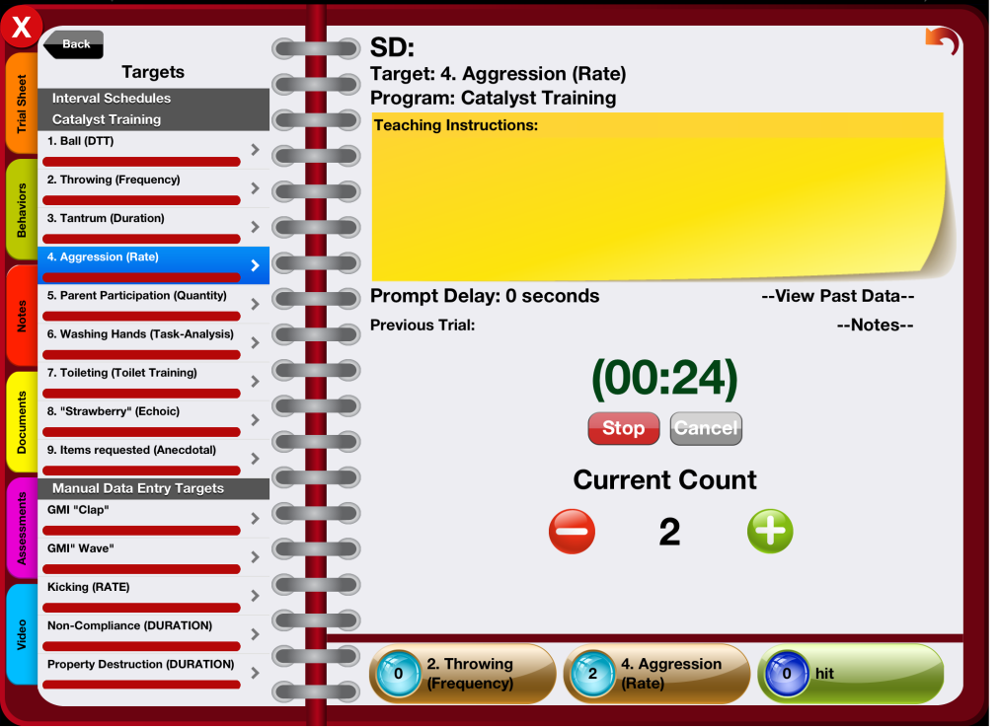 X
Back
Trial Sheet
Behaviors
Notes
Documents
Assessments
Video
Targets
Interval Schedules
Catalyst Training
1. Ball (DTT)
2. Throwing (Frequency)
3. Tantrum (Duration)
4. Aggression (Rate)
5. Parent Participation (Quantity)
6. Washing Hands (Task-Analysis)
7. Toileting (Toilet Training)
8. "Strawberry" (Echoic)
9. Items requested (Anecdotal)
Manual Data Entry Targets
GMI "Clap"
GMI" Wave"
Kicking (RATE)
Non-Compliance (DURATION)
Property Destruction (DURATION)
SD:
Target: 4. Aggression (Rate)
Program: Catalyst Training
Teaching Instructions:
Prompt Delay: 0 seconds
--View Past Data--
Previous Trial:
--Notes--
(00:24)
Stop
Cancel
Current Count
2
0
2. Throwing
(Frequency)
2
4. Aggression
(Rate)
0
hit